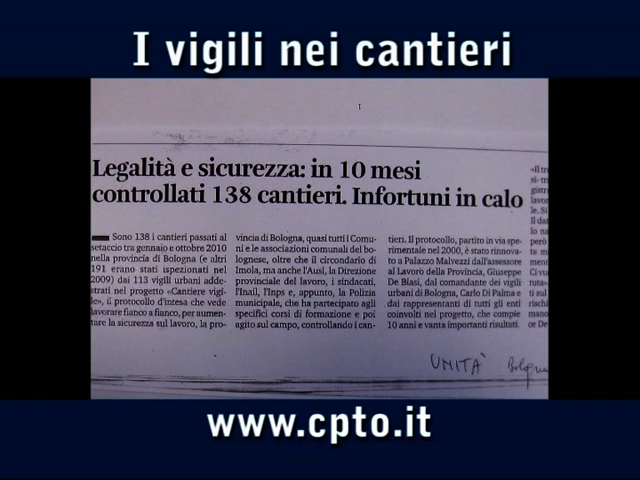 I vigili nei cantieri
Legalità e sicurezza: in 10 mesi
controllati 138 cantieri. Infortuni in calo
Sono 138 i cantieri passati al
setaccio tra gennaio e ottobre 2010
nella provincia di Bologna (e altri
191 erano stati ispezionati nel
2009) dai 113 vigili urbani adde-
strati nel progetto «Cantiere vigi-
le», il protocollo d'intesa che vede
lavorare fianco a fianco, per aumen-
tare la sicurezza sul lavoro, la pro-
vincia di Bologna, quasi tutti i Comu-
ni e le associazioni comunali del bo-
lognese, oltre che il circondario di
Imola, ma anche l'Ausl, la Direzione
provinciale del lavoro, i sindacati,
l'Inail, l'Inps e, appunto, la Polizia
municipale, che ha partecipato agli
specifici corsi di formazione e poi
agito sul campo, controllando i can-
tieri. Il protocollo, partito in via spe-
rimentale nel 2000, è stato rinnova-
to a Palazzo Malvezzi dall'assessore
al Lavoro della Provincia, Giuseppe
De Biasi, dal comandante dei vigili
urbani di Bologna, Carlo Di Palma e
dai rappresentanti di tutti gli enti
coinvolti nel progetto, che compie
10 anni e vanta importanti risultati.
UNITÀ Bologna
www.cpto.it